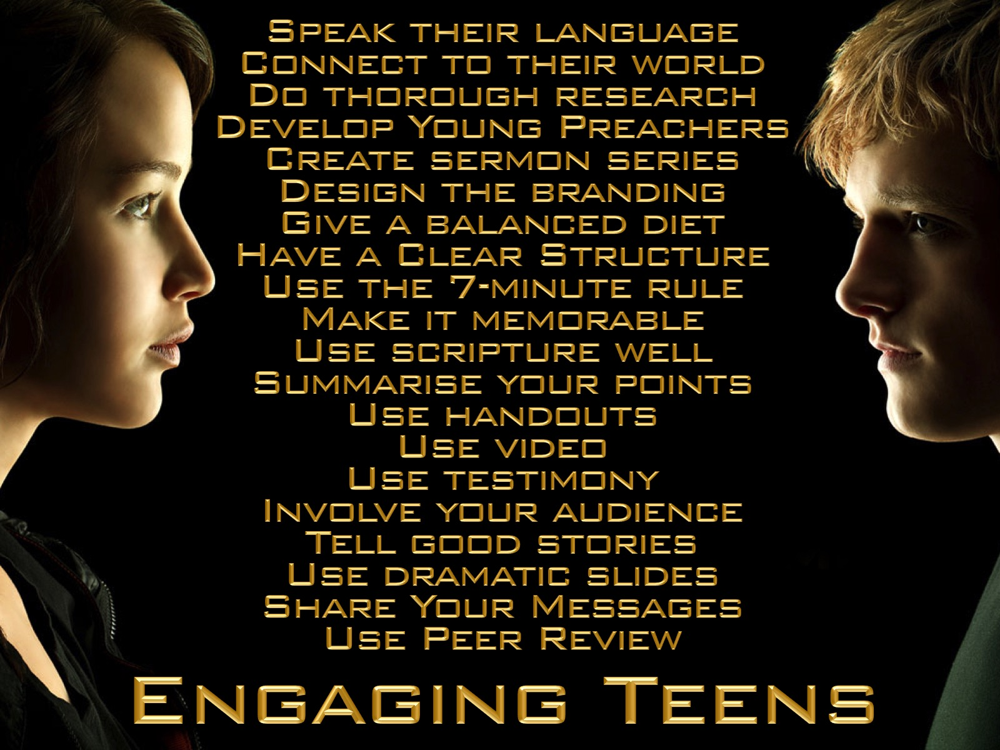 Speak their language
Connect to their world
Do thorough research
Develop Young Preachers
Create sermon series
Design the branding
Give a balanced diet
Have a Clear Structure
Use the 7-minute rule
Make it memorable
Use scripture well
Summarise your points
Use handouts
Use video
Use testimony
Involve your audience
Tell good stories
Use dramatic slides
Share Your Messages
Use Peer Review
Engaging Teens